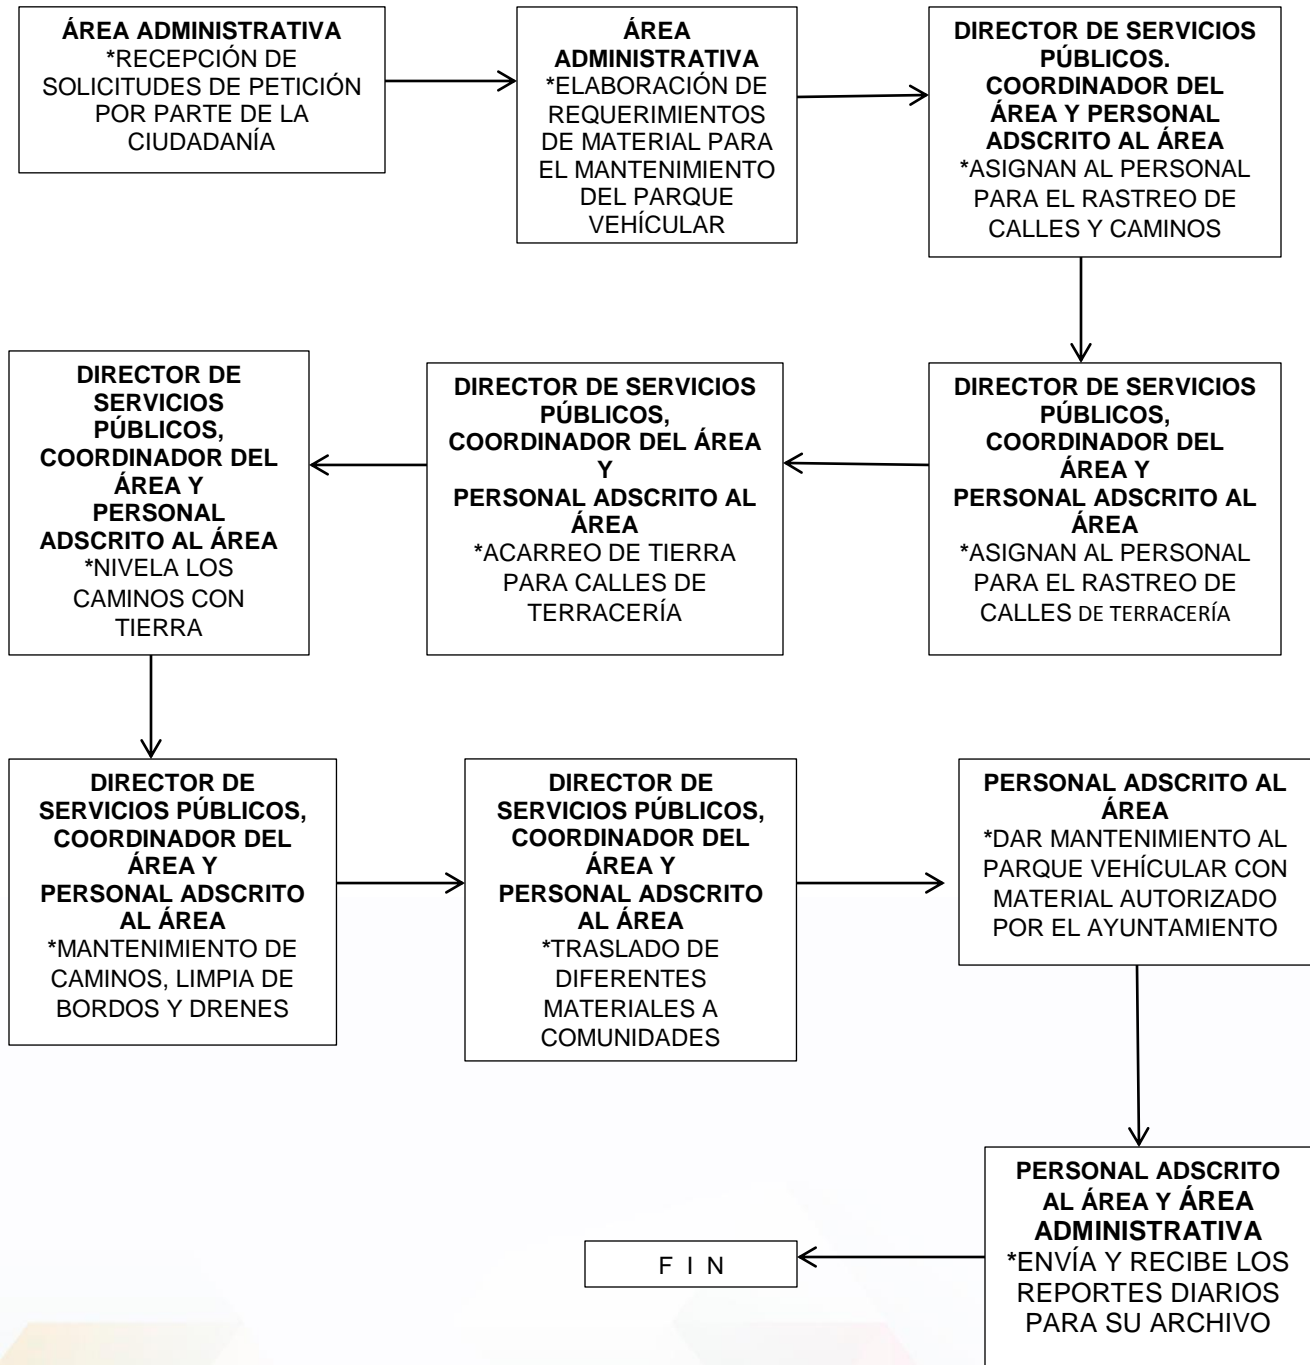 ÁREA ADMINISTRATIVA
*RECEPCIÓN DE
SOLICITUDES DE PETICIÓN
POR PARTE DE LA
CIUDADANÍA
ÁREA
ADMINISTRATIVA
*ELABORACIÓN DE
REQUERIMIENTOS
DE MATERIAL PARA
EL MANTENIMIENTO
DEL PARQUE
VEHÍCULAR
DIRECTOR DE SERVICIOS
PÚBLICOS.
COORDINADOR DEL
ÁREA Y PERSONAL
ADSCRITO AL ÁREA
*ASIGNAN AL PERSONAL
PARA EL RASTREO DE
CALLES Y CAMINOS
DIRECTOR DE SERVICIOS
PÚBLICOS,
COORDINADOR DEL
ÁREA Y
PERSONAL ADSCRITO AL
ÁREA
*ASIGNAN AL PERSONAL
PARA EL RASTREO DE
CALLES DE TERRACERÍA
DIRECTOR DE SERVICIOS
PÚBLICOS,
COORDINADOR DEL ÁREA
Y
PERSONAL ADSCRITO AL
ÁREA
*ACARREO DE TIERRA
PARA CALLES DE
TERRACERÍA
DIRECTOR DE
SERVICIOS
PÚBLICOS,
COORDINADOR DEL
ÁREA Y
PERSONAL
ADSCRITO AL ÁREA
*NIVELA LOS
CAMINOS CON
TIERRA
DIRECTOR DE
SERVICIOS PÚBLICOS,
COORDINADOR DEL
ÁREA Y
PERSONAL ADSCRITO
AL ÁREA
*MANTENIMIENTO DE
CAMINOS, LIMPIA DE
BORDOS Y DRENES
DIRECTOR DE
SERVICIOS PÚBLICOS,
COORDINADOR DEL
ÁREA Y
PERSONAL ADSCRITO
AL ÁREA
*TRASLADO DE
DIFERENTES
MATERIALES A
COMUNIDADES
PERSONAL ADSCRITO AL
ÁREA
*DAR MANTENIMIENTO AL
PARQUE VEHÍCULAR CON
MATERIAL AUTORIZADO
POR EL AYUNTAMIENTO
PERSONAL ADSCRITO
AL ÁREA Y ÁREA
ADMINISTRATIVA
*ENVÍA Y RECIBE LOS
REPORTES DIARIOS
PARA SU ARCHIVO
F I N